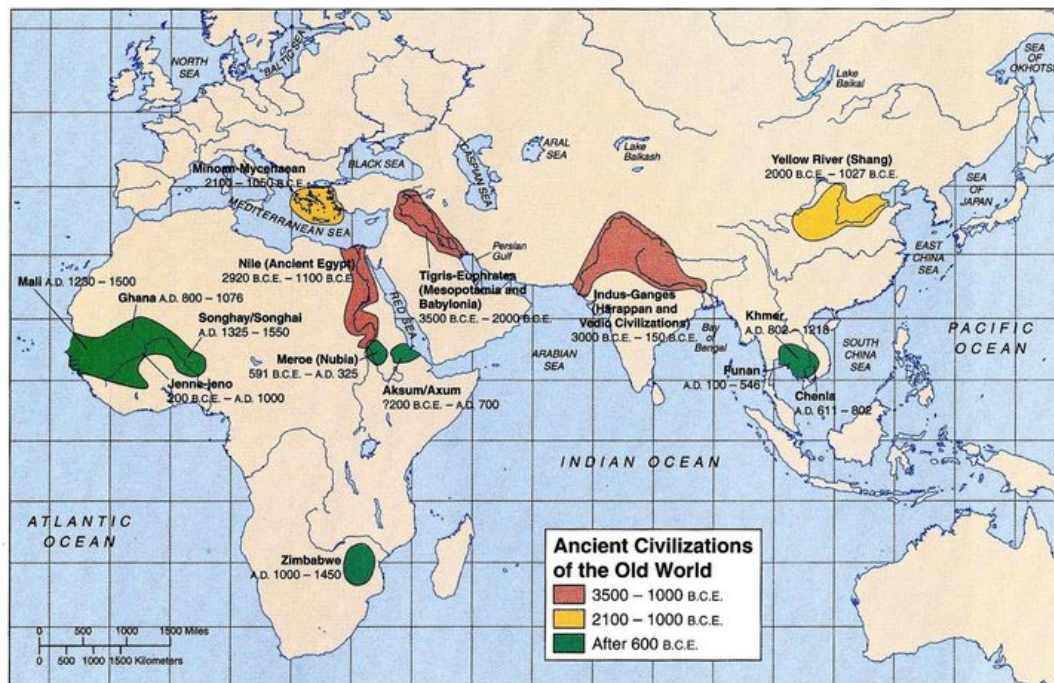 NORTH
SEA
BALTIC SEA
SEA
OF
OKHOTSK
Lake
Baikal
ARAL
SEA
Lake
Balkash
BLACK SEA
CASPIAN SEA
Yellow River (Shang)
2000 B.C.E. – 1027 B.C.E.
SEA
OF
JAPAN
Minoan-Mycenaean
2100 – 1050 B.C.E.
MEDITERRANEAN SEA
Persian
Gulf
EAST
CHINA
SEA
Nile (Ancient Egypt)
2920 B.C.E. – 1100 B.C.E.
Tigris-Euphrates
(Mesopotamia and
Babylonia)
3500 B.C.E. – 2000 B.C.E.
RED SEA
Mali A.D. 1230 – 1500
Ghana A.D. 800 – 1076
Songhay/Songhai
A.D. 1325 – 1550
Indus-Ganges
(Harappan and
Vedic Civilizations)
3000 B.C.E. – 150 B.C.E.
Bay
of
Bengal
Khmer
A.D. 802 – 1218
PACIFIC
OCEAN
SOUTH
CHINA
SEA
Meroe (Nubia)
591 B.C.E. – A.D. 325
ARABIAN
SEA
Funan
A.D. 100 – 546
Jenne-jeno
200 B.C.E. – A.D. 1000
Aksum/Axum
?200 B.C.E. – A.D. 700
Chenla
A.D. 611 – 802
INDIAN OCEAN
ATLANTIC
OCEAN
Zimbabwe
A.D. 1000 – 1450
Ancient Civilizations
of the Old World
3500 – 1000 B.C.E.
2100 – 1000 B.C.E.
After 600 B.C.E.
0 500 1000 1500 Miles
0 500 1000 1500 Kilometers